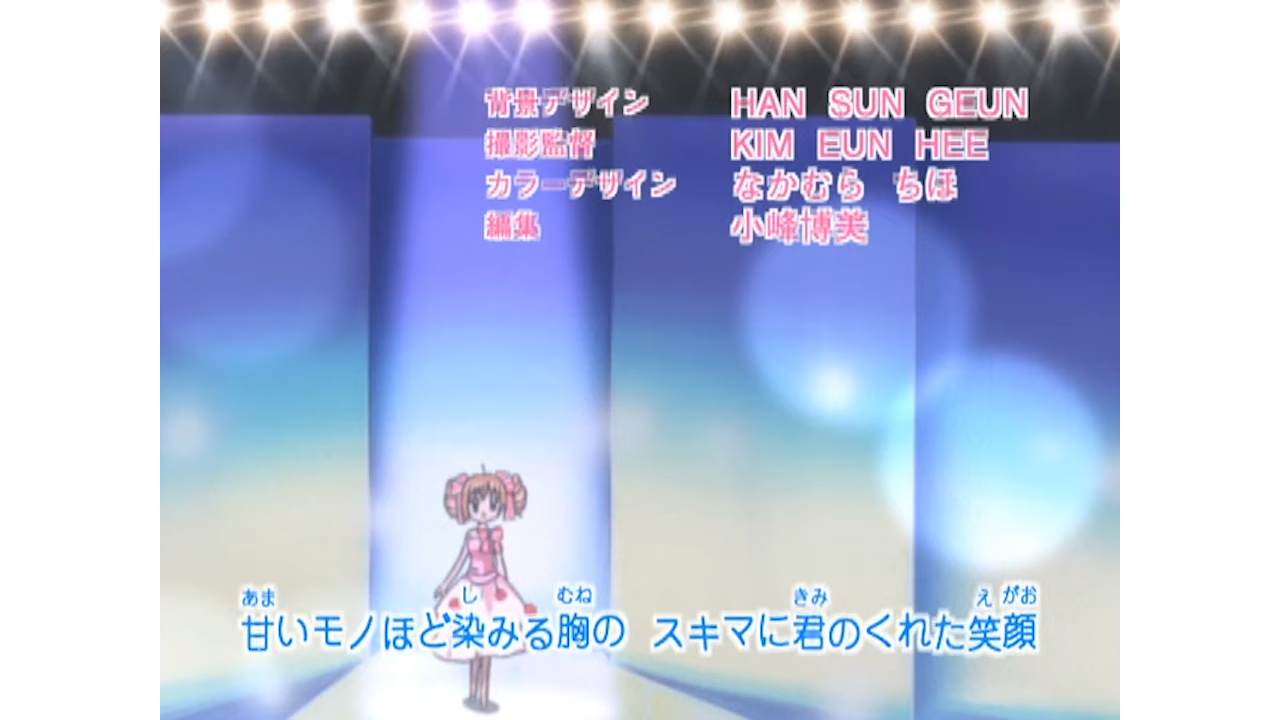 背景デザイン HAN SUN GEUN
撮影監督 KIM EUN HEE
カラーデザイン なかむら ちほ
編集 小峰博美
あま し むね きみ え がお
甘いモノほど染みる胸の スキマに君のくれた笑顔